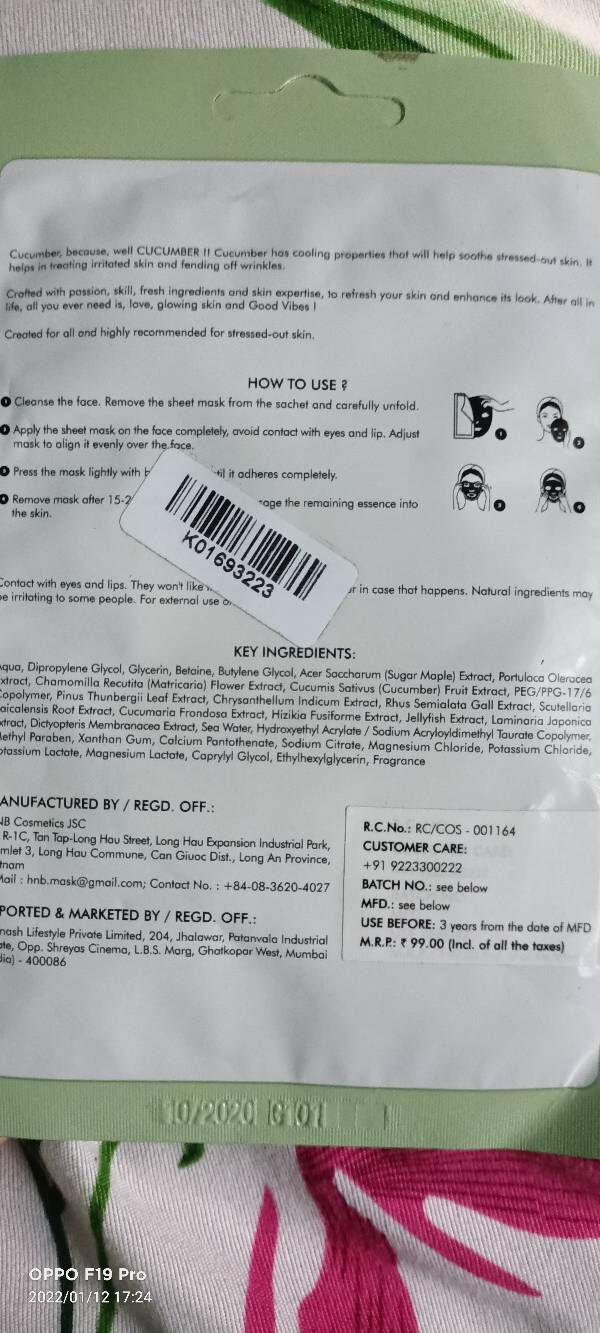 Cucumber, because, well CUCUMBER !! Cucumber has cooling properties that will help soothe stressed-out skin. It
helps in treating irritated skin and fending off wrinkles.
Crafted with passion, skill, fresh ingredients and skin expertise, to refresh your skin and enhance its look. After all in
life, all you ever need is, love, glowing skin and Good Vibes !
Created for all and highly recommended for stressed-out skin.
HOW TO USE ?
Cleanse the face. Remove the sheet mask from the sachet and carefully unfold.
Apply the sheet mask on the face completely, avoid contact with eyes and lip. Adjust
mask to align it evenly over the face.
Press the mask lightly with til it adheres completely.
Remove mask after 15-2 age the remaining essence into
the skin.
K01693223
Contact with eyes and lips. They won't like in case that happens. Natural ingredients may
be irritating to some people. For external use
KEY INGREDIENTS:
Aqua, Dipropylene Glycol, Glycerin, Betaine, Butylene Glycol, Acer Saccharum (Sugar Maple) Extract, Portulaca Oleracea
xtract, Chamomilla Recutita (Matricaria) Flower Extract, Cucumis Sativus (Cucumber) Fruit Extract, PEG/PPG-17/6
Copolymer, Pinus Thunbergii Leaf Extract, Chrysanthellum Indicum Extract, Rhus Semialata Gall Extract, Scutellaria
aicalensis Root Extract, Cucumaria Frondosa Extract, Hizikia Fusiforme Extract, Jellyfish Extract, Laminaria Japonica
xtract, Dictyopteris Membranacea Extract, Sea Water, Hydroxyethyl Acrylate / Sodium Acryloyldimethyl Taurate Copolymer,
Methyl Paraben, Xanthan Gum, Calcium Pantothenate, Sodium Citrate, Magnesium Chloride, Potassium Chloride,
otassium Lactate, Magnesium Lactate, Caprylyl Glycol, Ethylhexylglycerin, Fragrance
ANUFACTURED BY / REGD. OFF.:
NB Cosmetics JSC
R-1C, Tan Tap-Long Hau Street, Long Hau Expansion Industrial Park,
mlet 3, Long Hau Commune, Can Giuoc Dist., Long An Province,
tnam
Mail : hnb.mask@gmail.com; Contact No. : +84-08-3620-4027
PORTED & MARKETED BY / REGD. OFF.:
nash Lifestyle Private Limited, 204, Jhalawar, Patanvala Industrial
ate, Opp. Shreyas Cinema, L.B.S. Marg, Ghatkopar West, Mumbai
dia) - 400086
R.C.No.: RC/COS - 001164
CUSTOMER CARE:
+91 9223300222
BATCH NO.: see below
MFD.: see below
USE BEFORE: 3 years from the date of MFD
M.R.P.: ₹ 99.00 (Incl. of all the taxes)
10/2020 IG101
OPPO F19 Pro
2022/01/12 17:24